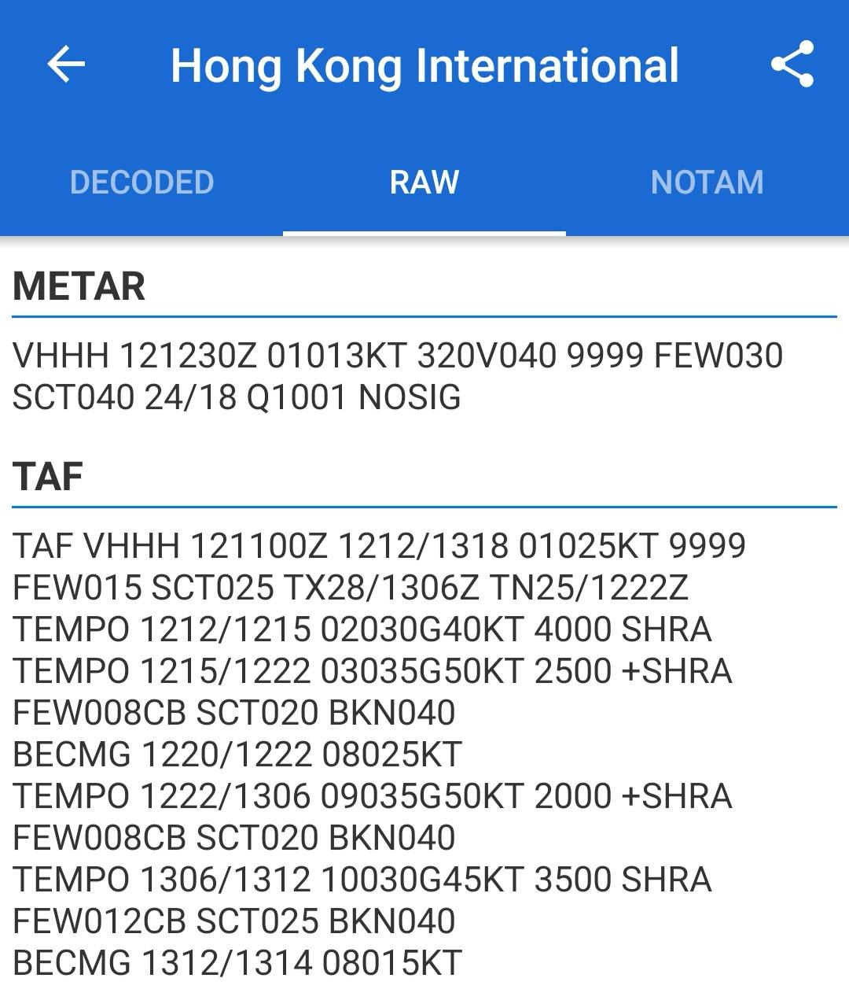 Hong Kong International
DECODED
RAW
NOTAM
METAR
VHHH 121230Z 01013KT 320V040 9999 FEW030
SCT040 24/18 Q1001 NOSIG
TAF
TAF VHHH 121100Z 1212/1318 01025KT 9999
FEW015 SCT025 TX28/1306Z TN25/1222Z
TEMPO 1212/1215 02030G40KT 4000 SHRA
TEMPO 1215/1222 03035G50KT 2500 +SHRA
FEW008CB SCT020 BKN040
BECMG 1220/1222 08025KT
TEMPO 1222/1306 09035G50KT 2000 +SHRA
FEW008CB SCT020 BKN040
TEMPO 1306/1312 10030G45KT 3500 SHRA
FEW012CB SCT025 BKN040
BECMG 1312/1314 08015KT